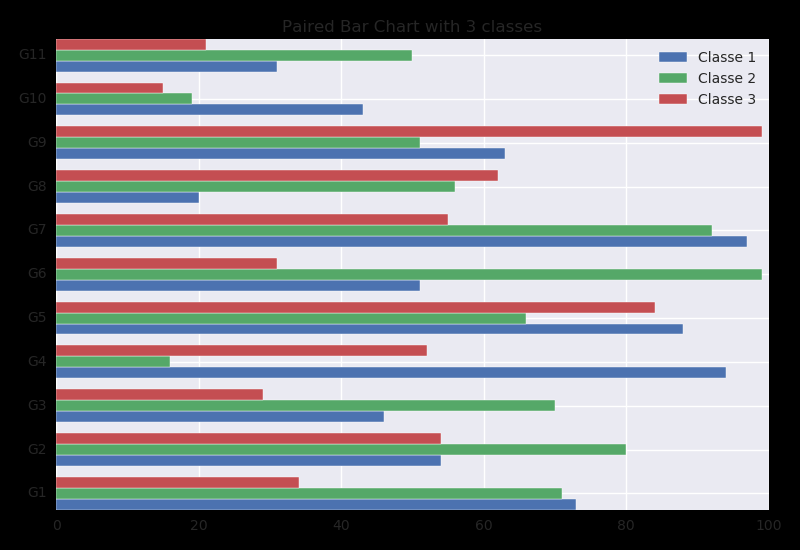 Paired Bar Chart with 3 classes
G11
G10
G9
G8
G7
G6
G5
G4
G3
G2
G1
Classe 1
Classe 2
Classe 3
0 20 40 60 80 100